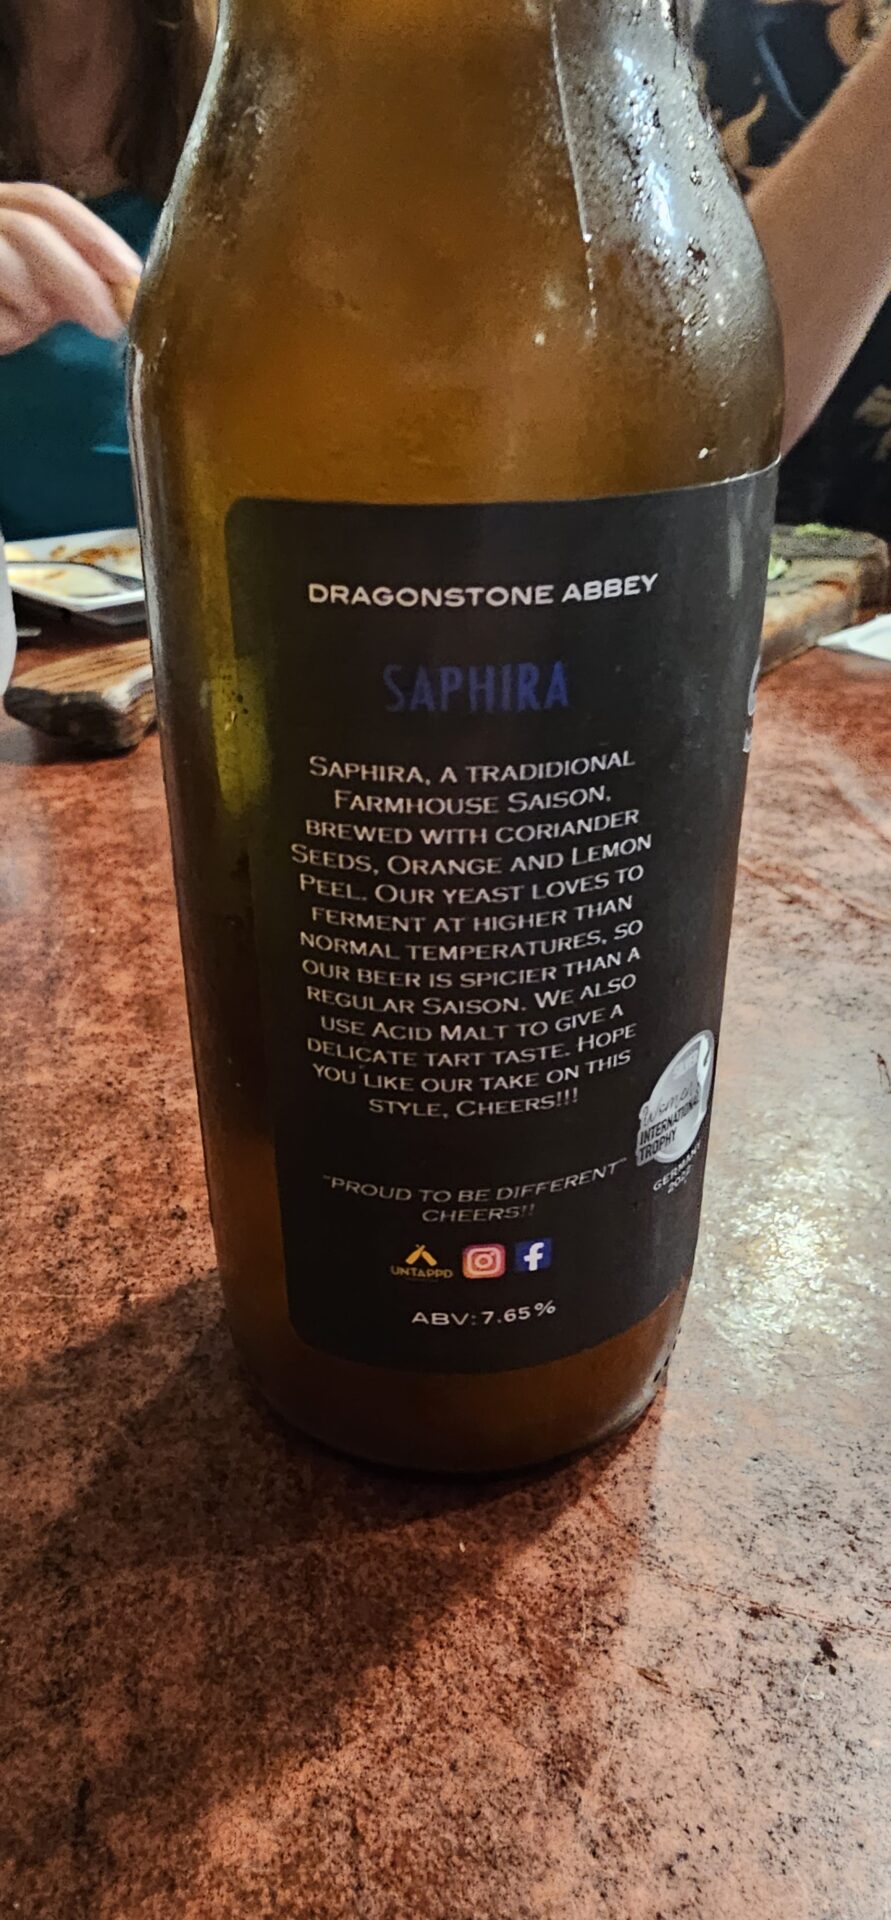 DRAGONSTONE ABBEY
SAPHIRA
SAPHIRA, A TRADIDIONAL
FARMHOUSE SAISON,
BREWED WITH CORIANDER
SEEDS, ORANGE AND LEMON
PEEL. OUR YEAST LOVES TO
FERMENT AT HIGHER THAN
NORMAL TEMPERATURES, SO
OUR BEER IS SPICIER THAN A
REGULAR SAISON. WE ALSO
USE ACID MALT TO GIVE A
DELICATE TART TASTE. HOPE
YOU LIKE OUR TAKE ON THIS
STYLE, CHEERS!!!
Women's
INTERNATIONAL
TROPHY
GERMANY
"PROUD TO BE DIFFERENT"
CHEERS!!
UNTAPPD
ABV: 7.65%